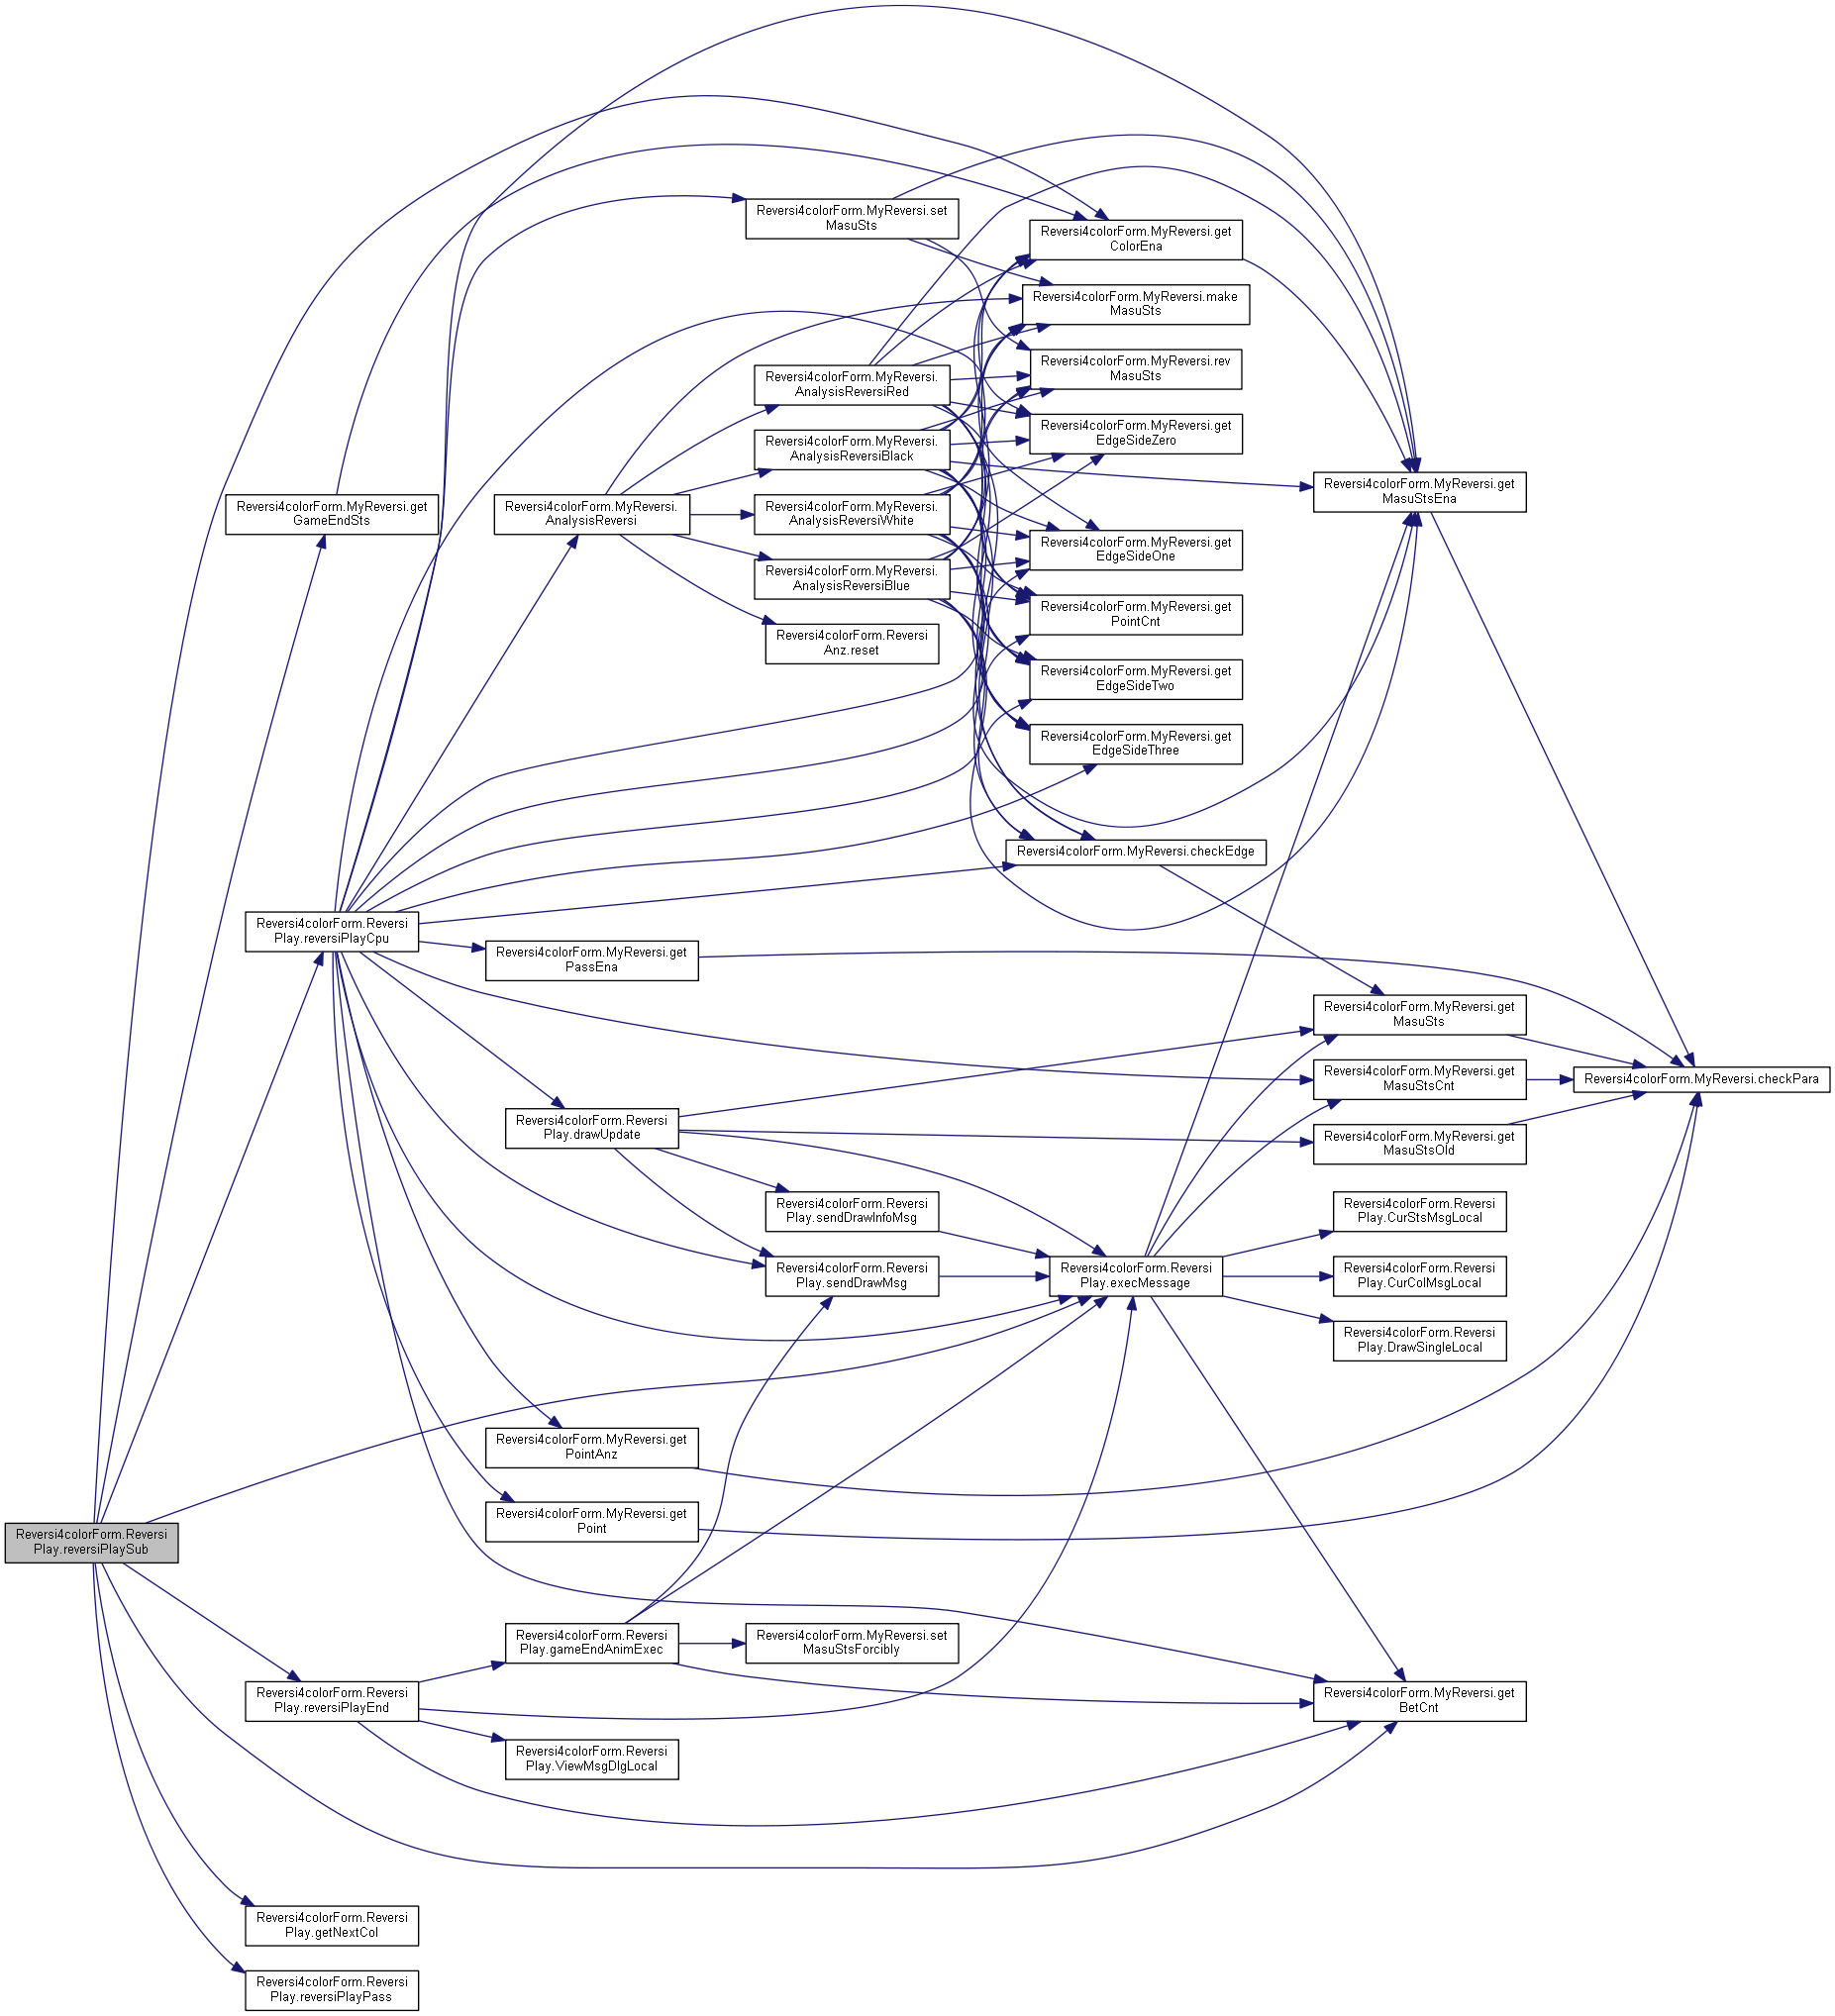 Reversi4colorForm.MyReversi.set
MasuSts
Reversi4colorForm.MyReversi.get
ColorEna
Reversi4colorForm.MyReversi.make
MasuSts
Reversi4colorForm.MyReversi.rev
MasuSts
Reversi4colorForm.MyReversi.
AnalysisReversiRed
Reversi4colorForm.MyReversi.get
EdgeSideZero
Reversi4colorForm.MyReversi.
AnalysisReversiBlack
Reversi4colorForm.MyReversi.get
MasuStsEna
Reversi4colorForm.MyReversi.get
GameEndSts
Reversi4colorForm.MyReversi.
AnalysisReversi
Reversi4colorForm.MyReversi.
AnalysisReversiWhite
Reversi4colorForm.MyReversi.get
EdgeSideOne
Reversi4colorForm.MyReversi.
AnalysisReversiBlue
Reversi4colorForm.MyReversi.get
PointCnt
Reversi4colorForm.Reversi
Anz.reset
Reversi4colorForm.MyReversi.get
EdgeSideTwo
Reversi4colorForm.MyReversi.get
EdgeSideThree
Reversi4colorForm.MyReversi.checkEdge
Reversi4colorForm.Reversi
Play.reversiPlayCpu
Reversi4colorForm.MyReversi.get
PassEna
Reversi4colorForm.MyReversi.get
MasuSts
Reversi4colorForm.MyReversi.get
MasuStsCnt
Reversi4colorForm.MyReversi.checkPara
Reversi4colorForm.Reversi
Play.drawUpdate
Reversi4colorForm.MyReversi.get
MasuStsOld
Reversi4colorForm.Reversi
Play.sendDrawInfoMsg
Reversi4colorForm.Reversi
Play.CurStsMsgLocal
Reversi4colorForm.Reversi
Play.sendDrawMsg
Reversi4colorForm.Reversi
Play.execMessage
Reversi4colorForm.Reversi
Play.CurColMsgLocal
Reversi4colorForm.Reversi
Play.DrawSingleLocal
Reversi4colorForm.MyReversi.get
PointAnz
Reversi4colorForm.MyReversi.get
Point
Reversi4colorForm.Reversi
Play.reversiPlaySub
Reversi4colorForm.Reversi
Play.gameEndAnimExec
Reversi4colorForm.MyReversi.set
MasuStsForcibly
Reversi4colorForm.Reversi
Play.reversiPlayEnd
Reversi4colorForm.MyReversi.get
BetCnt
Reversi4colorForm.Reversi
Play.ViewMsgDlgLocal
Reversi4colorForm.Reversi
Play.getNextCol
Reversi4colorForm.Reversi
Play.reversiPlayPass